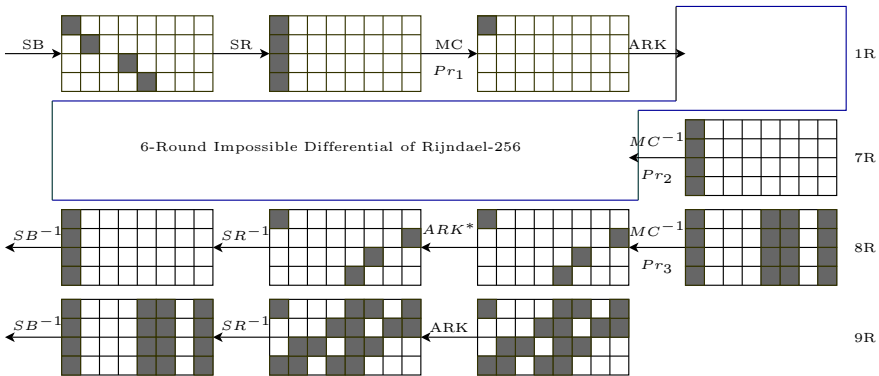 SB SR MC ARK
Pr₁ 1R
6-Round Impossible Differential of Rijndael-256 MC⁻¹
Pr₂ 7R
SB⁻¹ SR⁻¹ ARK* MC⁻¹
Pr₃ 8R
SB⁻¹ SR⁻¹ ARK 9R